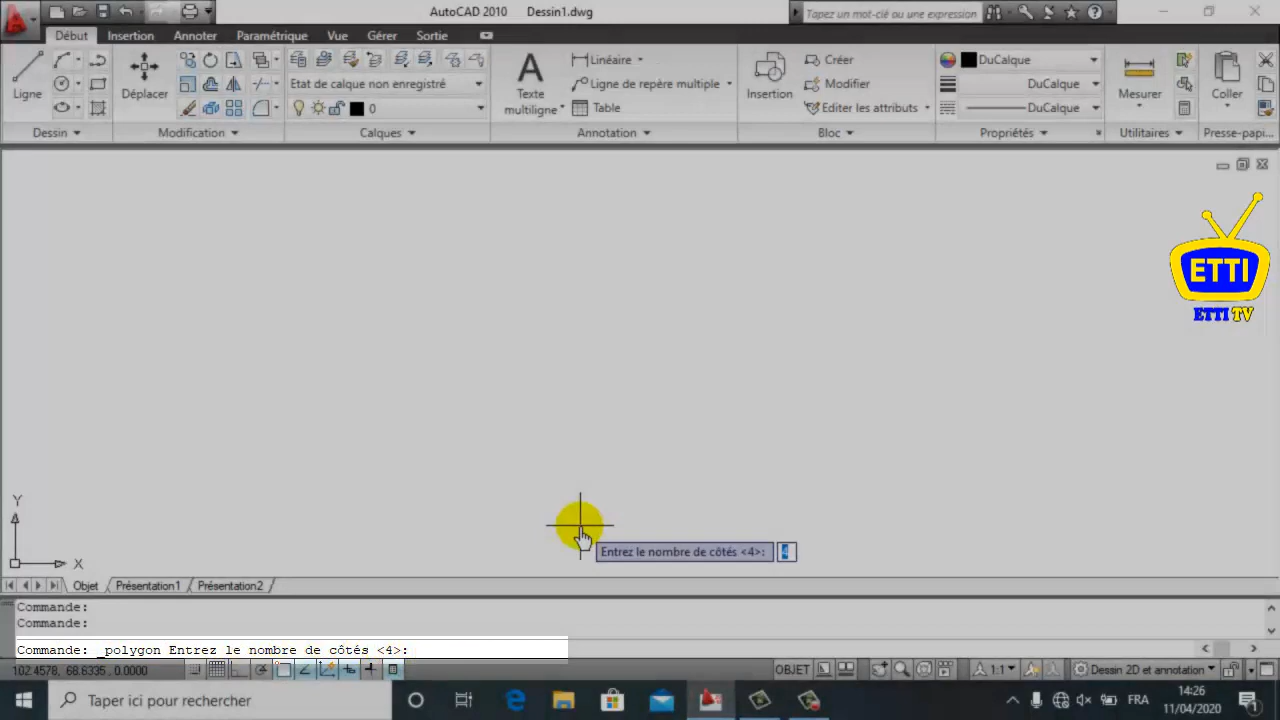 AutoCAD 2010 Dessin1.dwg
Tapez un mot-clé ou une expression
Début Insertion Annoter Paramétrique Vue Gérer Sortie
Ligne
Déplacer
Etat de calque non enregistré
0
Texte
multiligne
Linéaire
Ligne de repère multiple
Table
Insertion
Créer
Modifier
Editer les attributs
DuCalque
DuCalque
DuCalque
Mesurer
Coller
Dessin Modification Calques Annotation Bloc Propriétés Utilitaires Presse-papi
ETTI
ETTI TV
Y
X
Entrez le nombre de côtés <4>: 4
Objet Présentation1 Présentation2
Commande:
Commande:
Commande: _polygon Entrez le nombre de côtés <4>:
102.4578, 68.6335, 0.0000
OBJET 1:1 Dessin 2D et annotation
Taper ici pour rechercher
FRA
14:26
11/04/2020
1